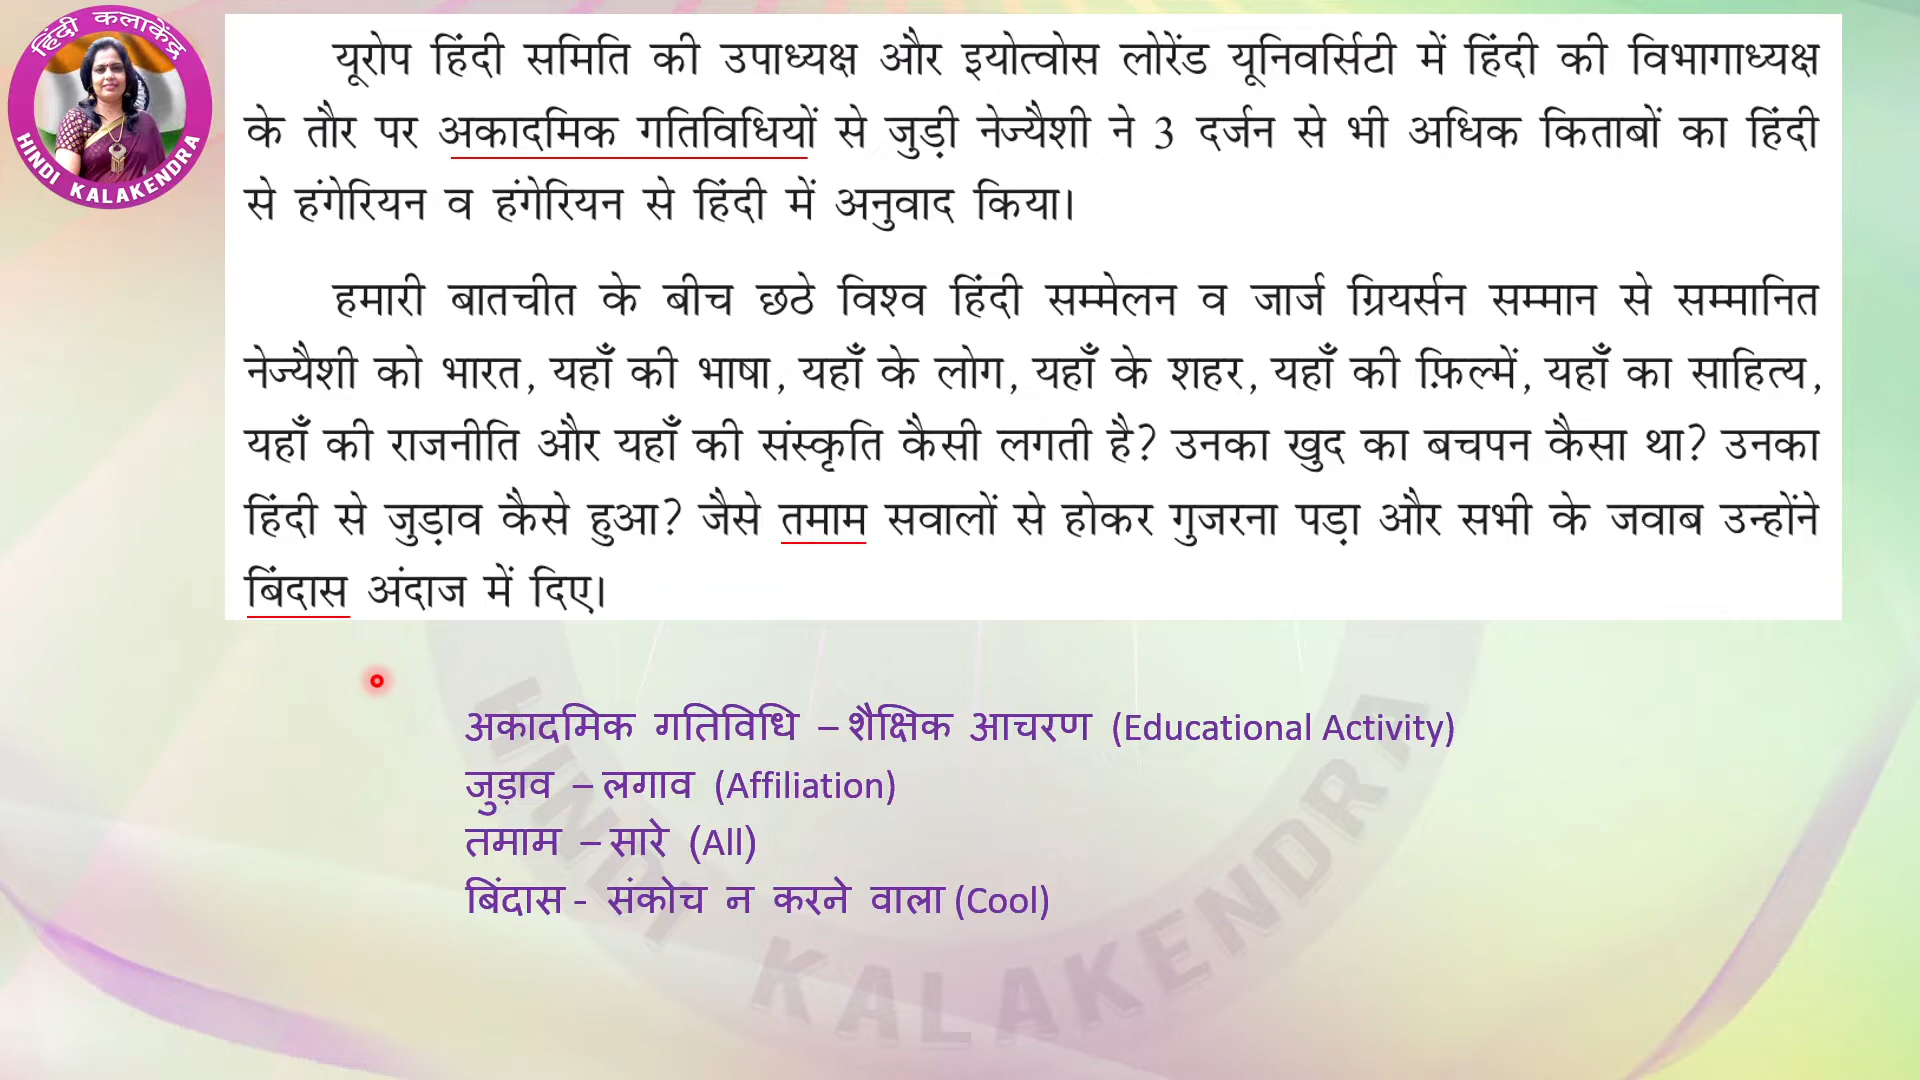 हिंदी कलाकेंद्र
HINDI KALAKENDRA
यूरोप हिंदी समिति की उपाध्यक्ष और इयोत्वोस लोरेंड यूनिवर्सिटी में हिंदी की विभागाध्यक्ष
के तौर पर अकादमिक गतिविधियों से जुड़ी नेज्यैशी ने 3 दर्जन से भी अधिक किताबों का हिंदी
से हंगेरियन व हंगेरियन से हिंदी में अनुवाद किया।
हमारी बातचीत के बीच छठे विश्व हिंदी सम्मेलन व जार्ज ग्रियर्सन सम्मान से सम्मानित
नेज्यैशी को भारत, यहाँ की भाषा, यहाँ के लोग, यहाँ के शहर, यहाँ की फ़िल्में, यहाँ का साहित्य,
यहाँ की राजनीति और यहाँ की संस्कृति कैसी लगती है? उनका खुद का बचपन कैसा था? उनका
हिंदी से जुड़ाव कैसे हुआ? जैसे तमाम सवालों से होकर गुजरना पड़ा और सभी के जवाब उन्होंने
बिंदास अंदाज में दिए।
अकादमिक गतिविधि – शैक्षिक आचरण (Educational Activity)
जुड़ाव – लगाव (Affiliation)
तमाम – सारे (All)
बिंदास - संकोच न करने वाला (Cool)
HINDI KALAKENDRA